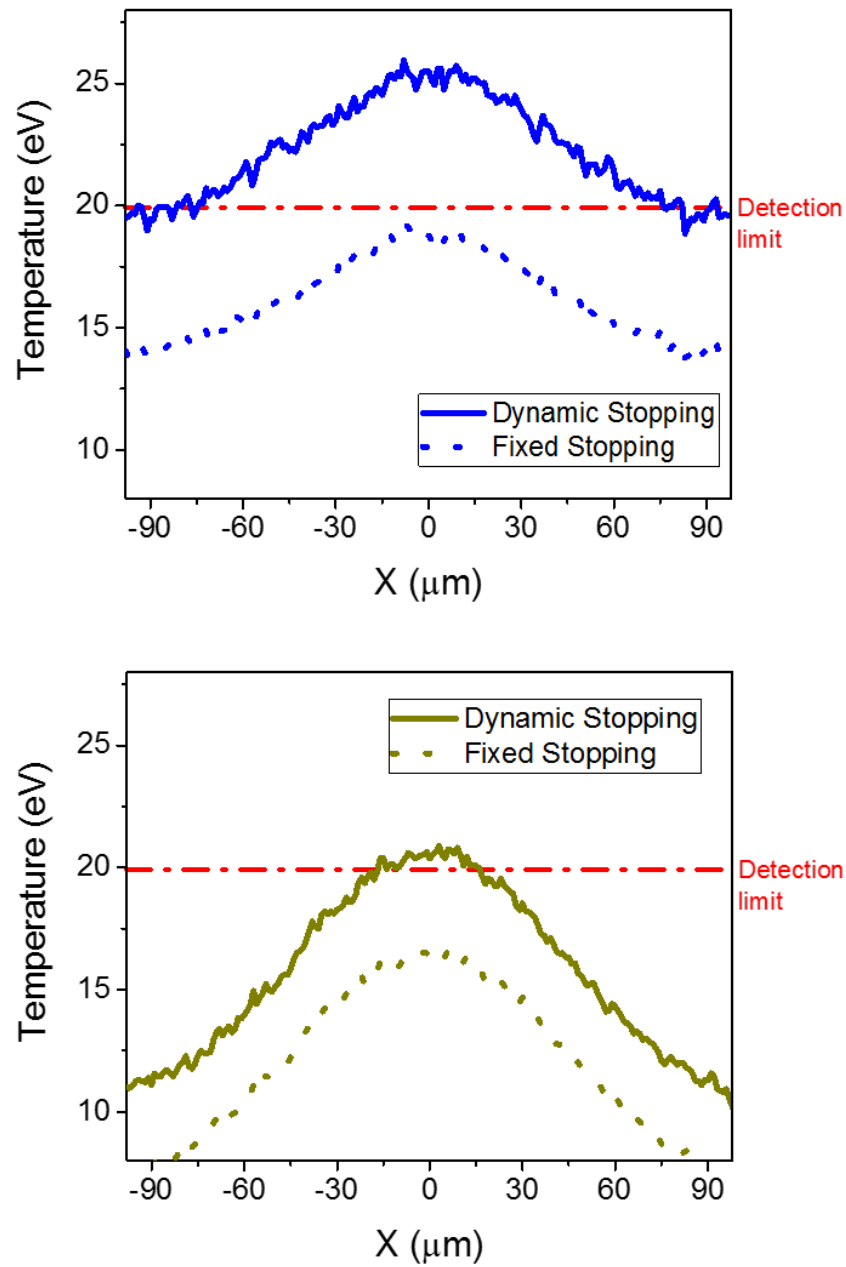 25
20
15
10
Temperature (eV)
Detection
limit
Dynamic Stopping
Fixed Stopping
-90 -60 -30 0 30 60 90
X (μm)
Dynamic Stopping
Fixed Stopping
25
20
15
10
Temperature (eV)
Detection
limit
-90 -60 -30 0 30 60 90
X (μm)